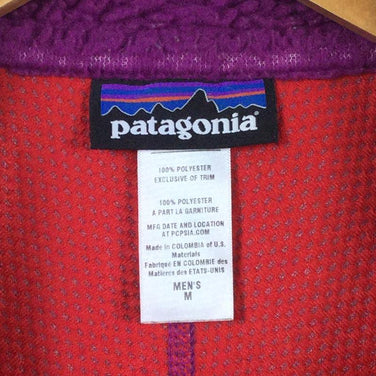 patagonia
100% POLYESTER
EXCLUSIVE OF TRIM
100% POLYESTER
A PART LA GARNITURE
MFG DATE AND LOCATION
AT PCPSIA.COM
Made in COLOMBIA of U.S.
Materials
Fabriqué EN COLOMBIE des
Matières des ETATS-UNIS
MEN'S
M